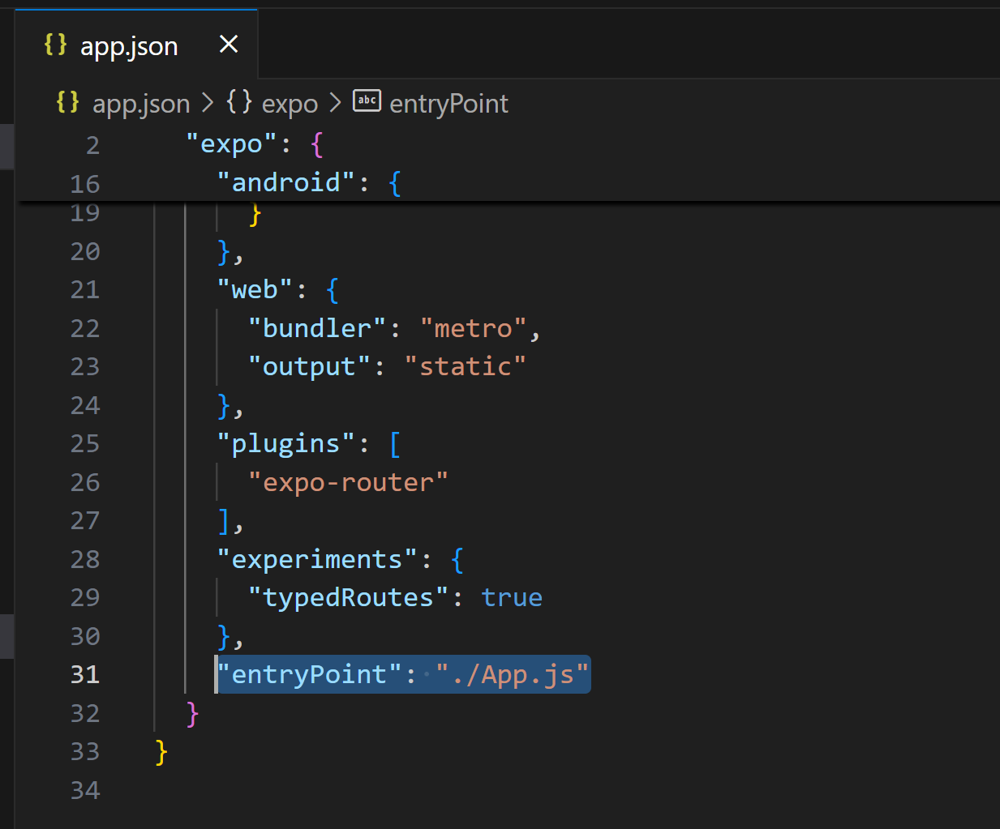 {} app.json ×
{} app.json > {} expo > abc entryPoint
2 "expo": {
16 "android": {
19 }
20 },
21 "web": {
22 "bundler": "metro",
23 "output": "static"
24 },
25 "plugins": [
26 "expo-router"
27 ],
28 "experiments": {
29 "typedRoutes": true
30 },
31 "entryPoint": "./App.js"
32 }
33 }
34